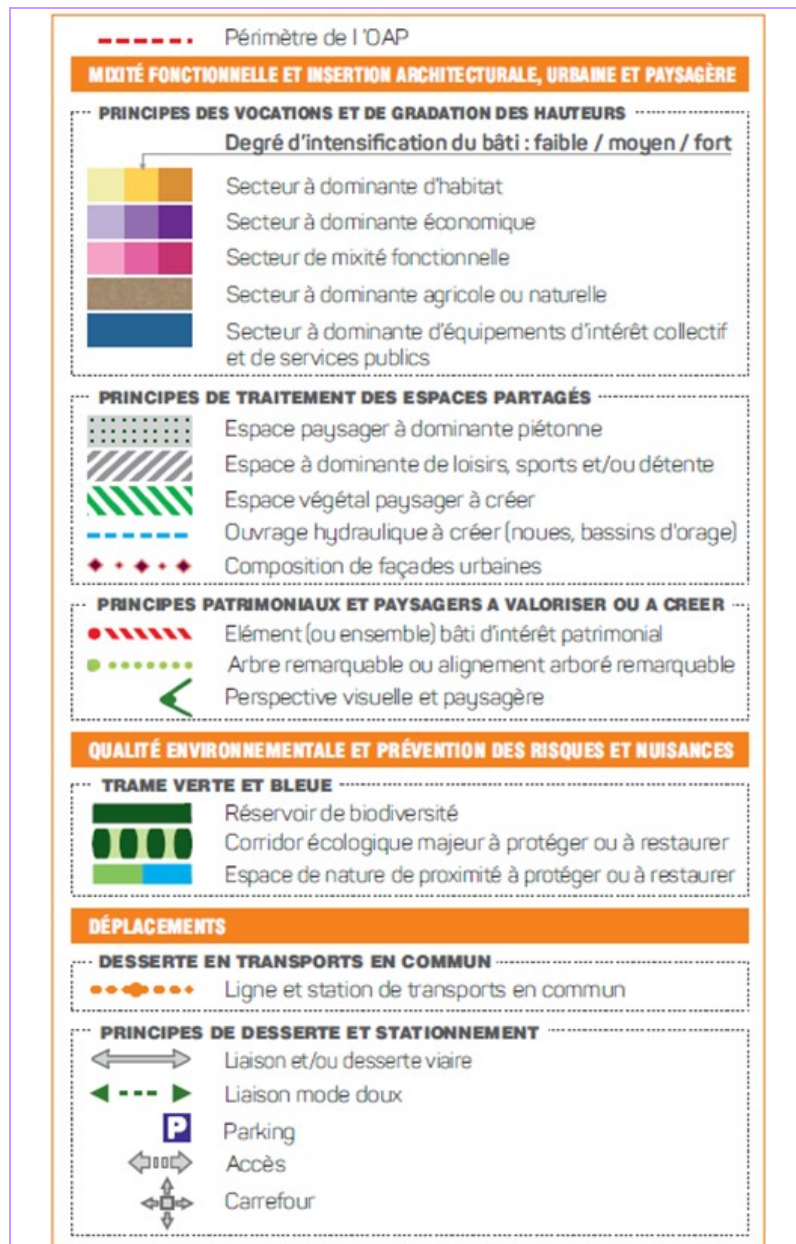 Périmètre de l 'OAP
MIXITÉ FONCTIONNELLE ET INSERTION ARCHITECTURALE, URBAINE ET PAYSAGÈRE
PRINCIPES DES VOCATIONS ET DE GRADATION DES HAUTEURS
Degré d'intensification du bâti : faible / moyen / fort
Secteur à dominante d'habitat
Secteur à dominante économique
Secteur de mixité fonctionnelle
Secteur à dominante agricole ou naturelle
Secteur à dominante d'équipements d'intérêt collectif
et de services publics
PRINCIPES DE TRAITEMENT DES ESPACES PARTAGÉS
Espace paysager à dominante piétonne
Espace à dominante de loisirs, sports et/ou détente
Espace végétal paysager à créer
Ouvrage hydraulique à créer (noues, bassins d'orage)
Composition de façades urbaines
PRINCIPES PATRIMONIAUX ET PAYSAGERS A VALORISER OU A CREER
Elément (ou ensemble) bâti d'intérêt patrimonial
Arbre remarquable ou alignement arboré remarquable
Perspective visuelle et paysagère
QUALITÉ ENVIRONNEMENTALE ET PRÉVENTION DES RISQUES ET NUISANCES
TRAME VERTE ET BLEUE
Réservoir de biodiversité
Corridor écologique majeur à protéger ou à restaurer
Espace de nature de proximité à protéger ou à restaurer
DÉPLACEMENTS
DESSERTE EN TRANSPORTS EN COMMUN
Ligne et station de transports en commun
PRINCIPES DE DESSERTE ET STATIONNEMENT
Liaison et/ou desserte viaire
Liaison mode doux
P Parking
Accès
Carrefour